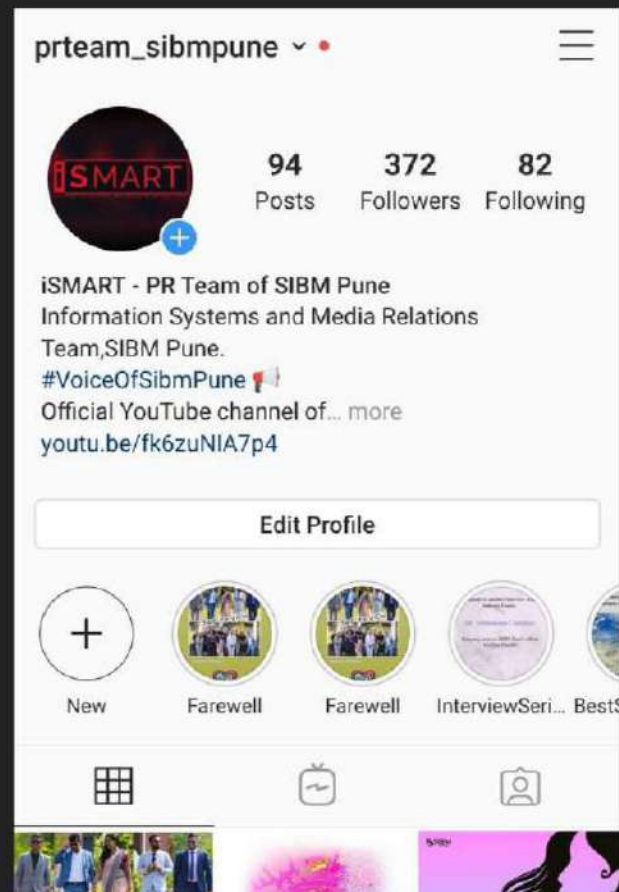 prteam_sibmpune
iSMART
94 372 82
Posts Followers Following
iSMART - PR Team of SIBM Pune
Information Systems and Media Relations
Team,SIBM Pune.
#VoiceOfSibmPune
Official YouTube channel of... more
youtu.be/fk6zuNIA7p4
Edit Profile
New Farewell Farewell InterviewSeri... BestS